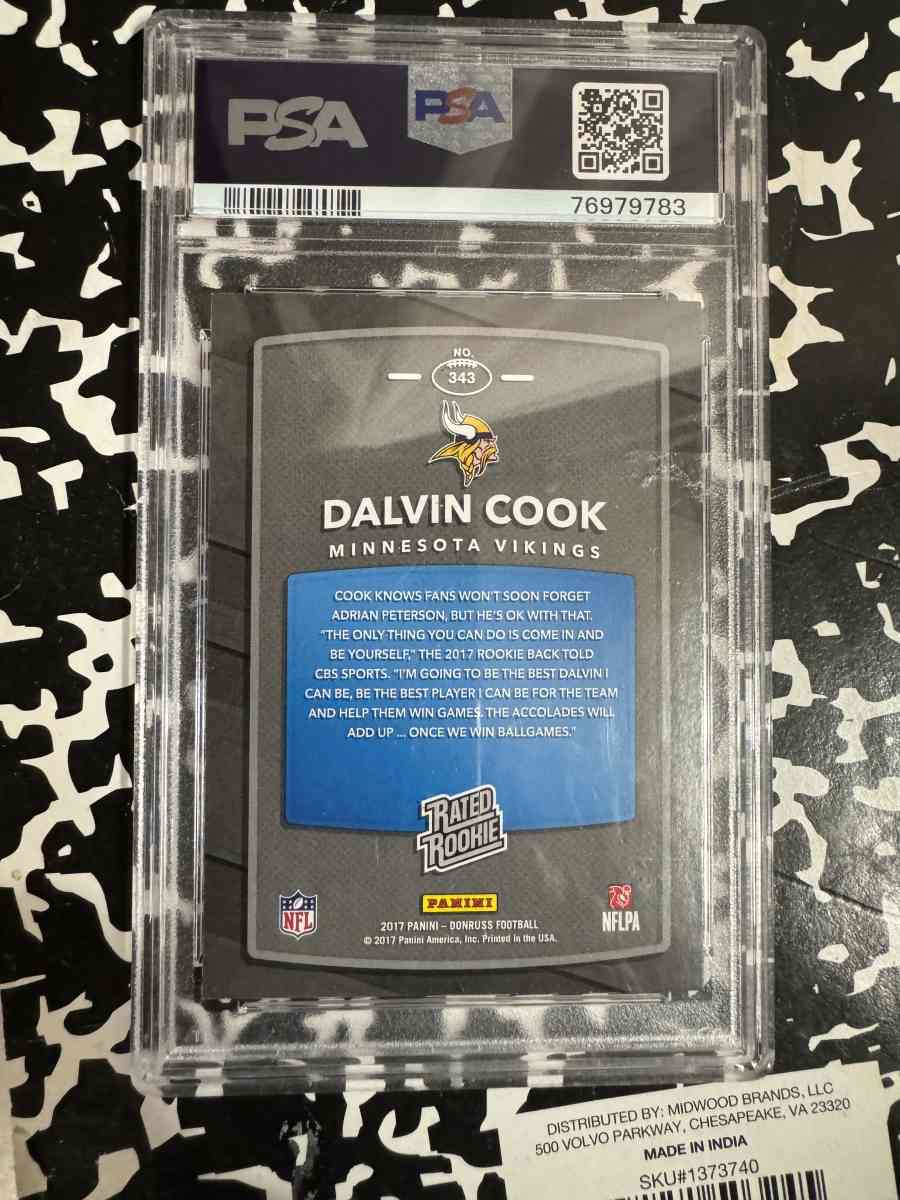 PSA
PSA
76979783
NO.
343
DALVIN COOK
MINNESOTA VIKINGS
COOK KNOWS FANS WON'T SOON FORGET
ADRIAN PETERSON, BUT HE'S OK WITH THAT.
"THE ONLY THING YOU CAN DO IS COME IN AND
BE YOURSELF," THE 2017 ROOKIE BACK TOLD
CBS SPORTS. "I'M GOING TO BE THE BEST DALVIN I
CAN BE, BE THE BEST PLAYER I CAN BE FOR THE TEAM
AND HELP THEM WIN GAMES. THE ACCOLADES WILL
ADD UP ... ONCE WE WIN BALLGAMES."
RATED
ROOKIE
NFL
PANINI
NFLPA
2017 PANINI – DONRUSS FOOTBALL
© 2017 Panini America, Inc. Printed in the USA.
DISTRIBUTED BY: MIDWOOD BRANDS, LLC
500 VOLVO PARKWAY, CHESAPEAKE, VA 23320
MADE IN INDIA
SKU#1373740